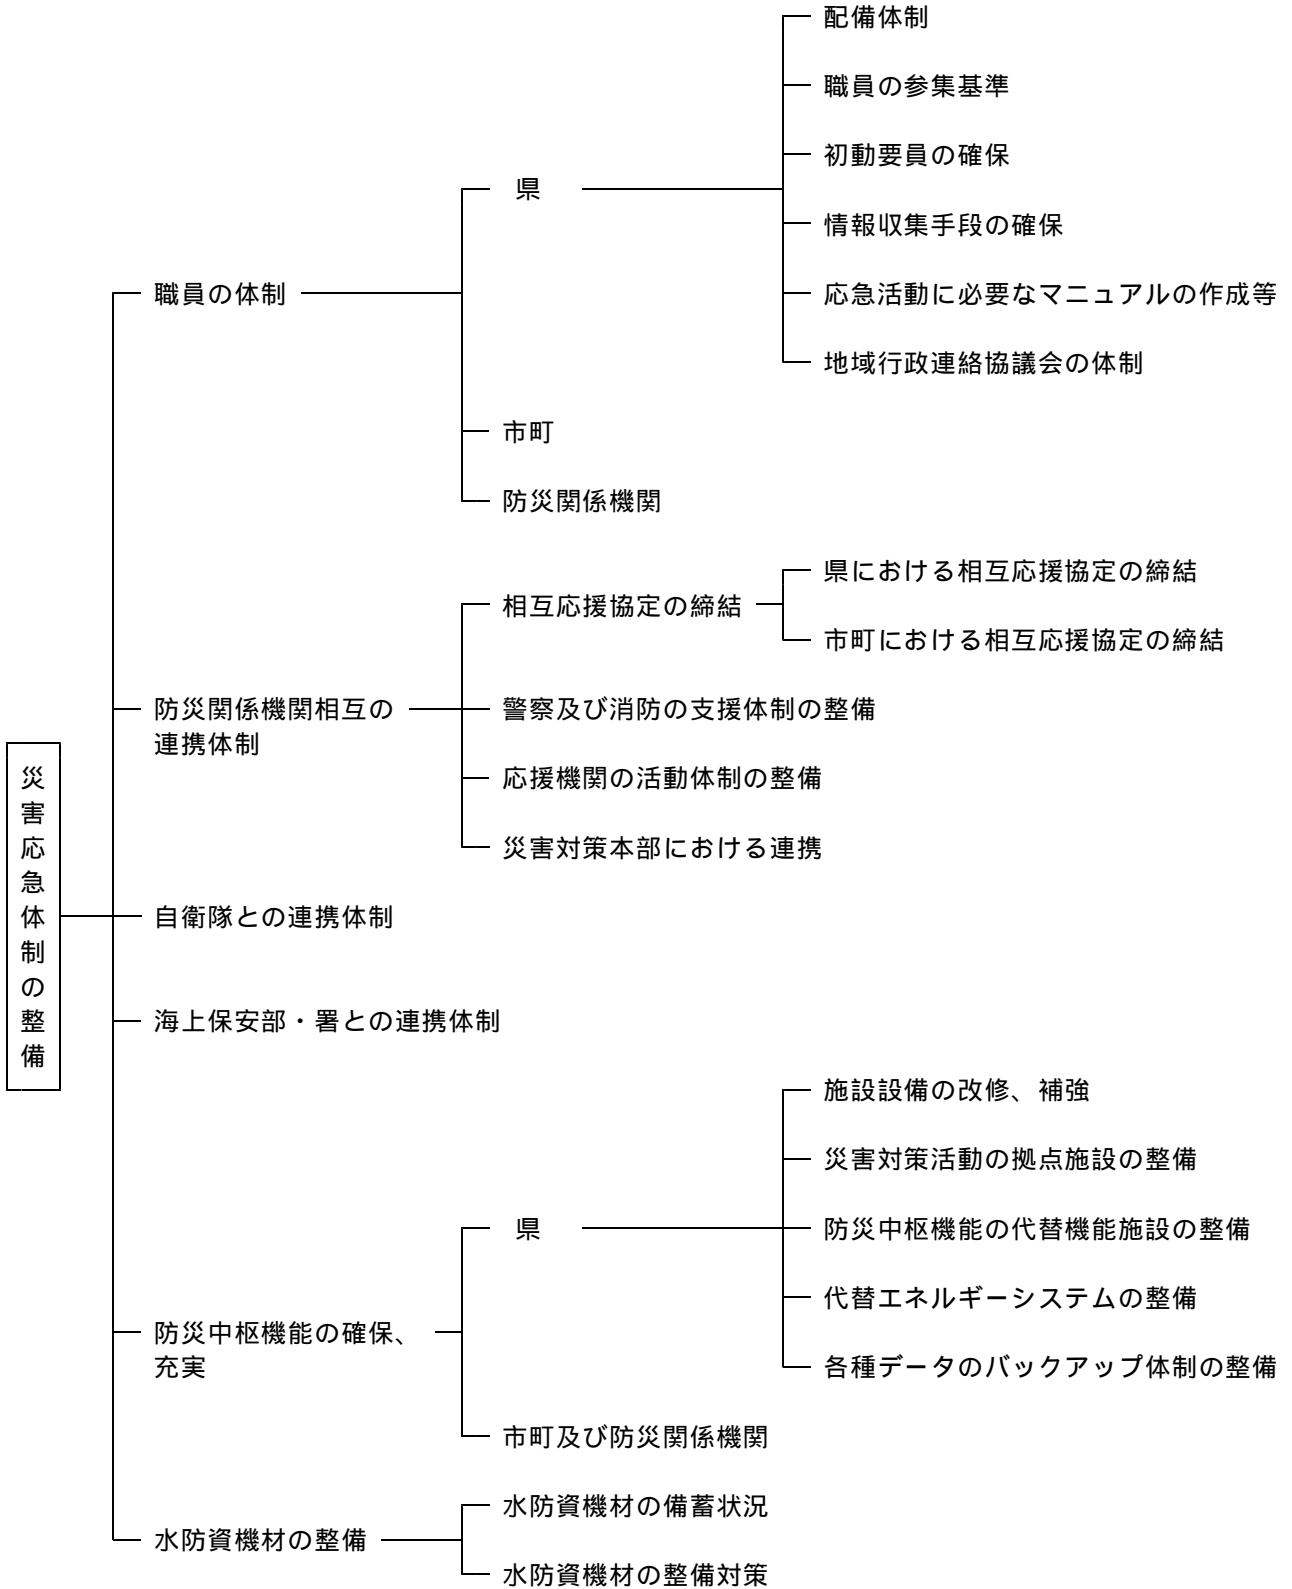 災害応急体制の整備
職員の体制
県
配備体制
職員の参集基準
初動要員の確保
情報収集手段の確保
応急活動に必要なマニュアルの作成等
地域行政連絡協議会の体制
市町
防災関係機関
防災関係機関相互の
連携体制
相互応援協定の締結
県における相互応援協定の締結
市町における相互応援協定の締結
警察及び消防の支援体制の整備
応援機関の活動体制の整備
災害対策本部における連携
自衛隊との連携体制
海上保安部・署との連携体制
防災中枢機能の確保、
充実
県
施設設備の改修、補強
災害対策活動の拠点施設の整備
防災中枢機能の代替機能施設の整備
代替エネルギーシステムの整備
各種データのバックアップ体制の整備
市町及び防災関係機関
水防資機材の整備
水防資機材の備蓄状況
水防資機材の整備対策